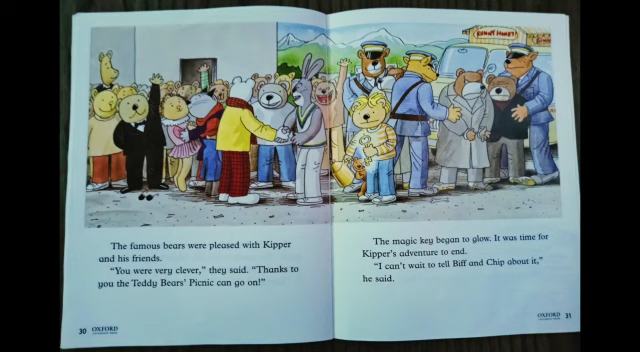 The famous bears were pleased with Kipper
and his friends.
"You were very clever," they said. "Thanks to
you the Teddy Bears' Picnic can go on!"
30 OXFORD
RUNNY HONEY
The magic key began to glow. It was time for
Kipper's adventure to end.
"I can't wait to tell Biff and Chip about it,"
he said.
OXFORD 31